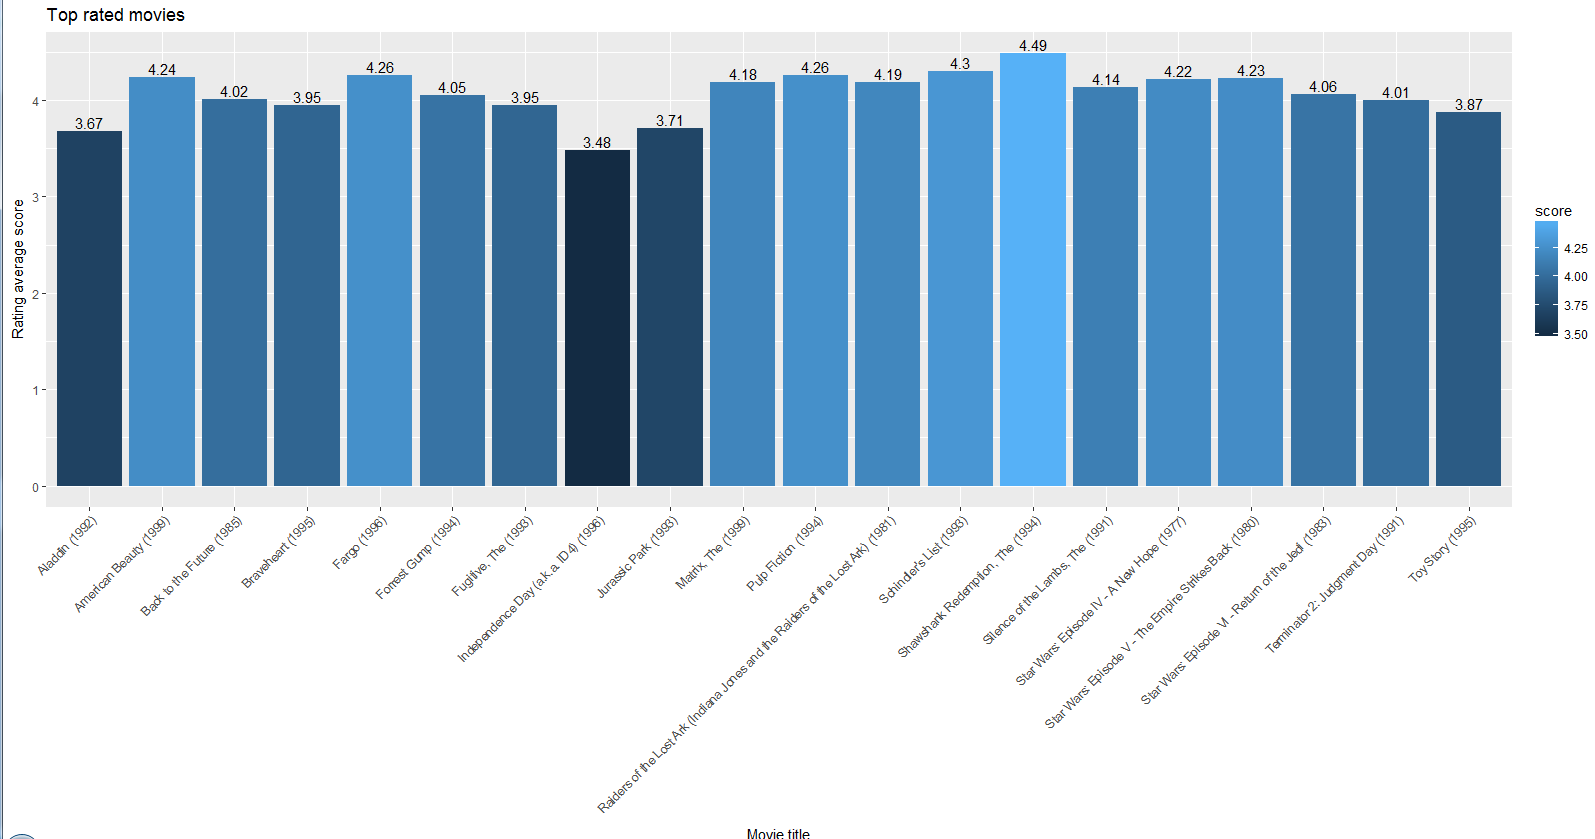 Top rated movies
4.49
4.24
4.26
4.18
4.26
4.19
4.3
4.22
4.23
4.14
4.02
3.95
4.05
3.95
4.06
4.01
3.87
3.67
3.71
3.48
4
3
2
1
0
Rating average score
score
4.25
4.00
3.75
3.50
Aladdin (1992)
American Beauty (1999)
Back to the Future (1985)
Braveheart (1995)
Fargo (1996)
Forrest Gump (1994)
Fugitive, The (1993)
Independence Day (a.k.a. ID4) (1996)
Jurassic Park (1993)
Matrix, The (1999)
Pulp Fiction (1994)
Raiders of the Lost Ark (Indiana Jones and the Raiders of the Lost Ark) (1981)
Schindler's List (1993)
Shawshank Redemption, The (1994)
Silence of the Lambs, The (1991)
Star Wars: Episode IV - A New Hope (1977)
Star Wars: Episode V - The Empire Strikes Back (1980)
Star Wars: Episode VI - Return of the Jedi (1983)
Terminator 2: Judgment Day (1991)
Toy Story (1995)
Movie title